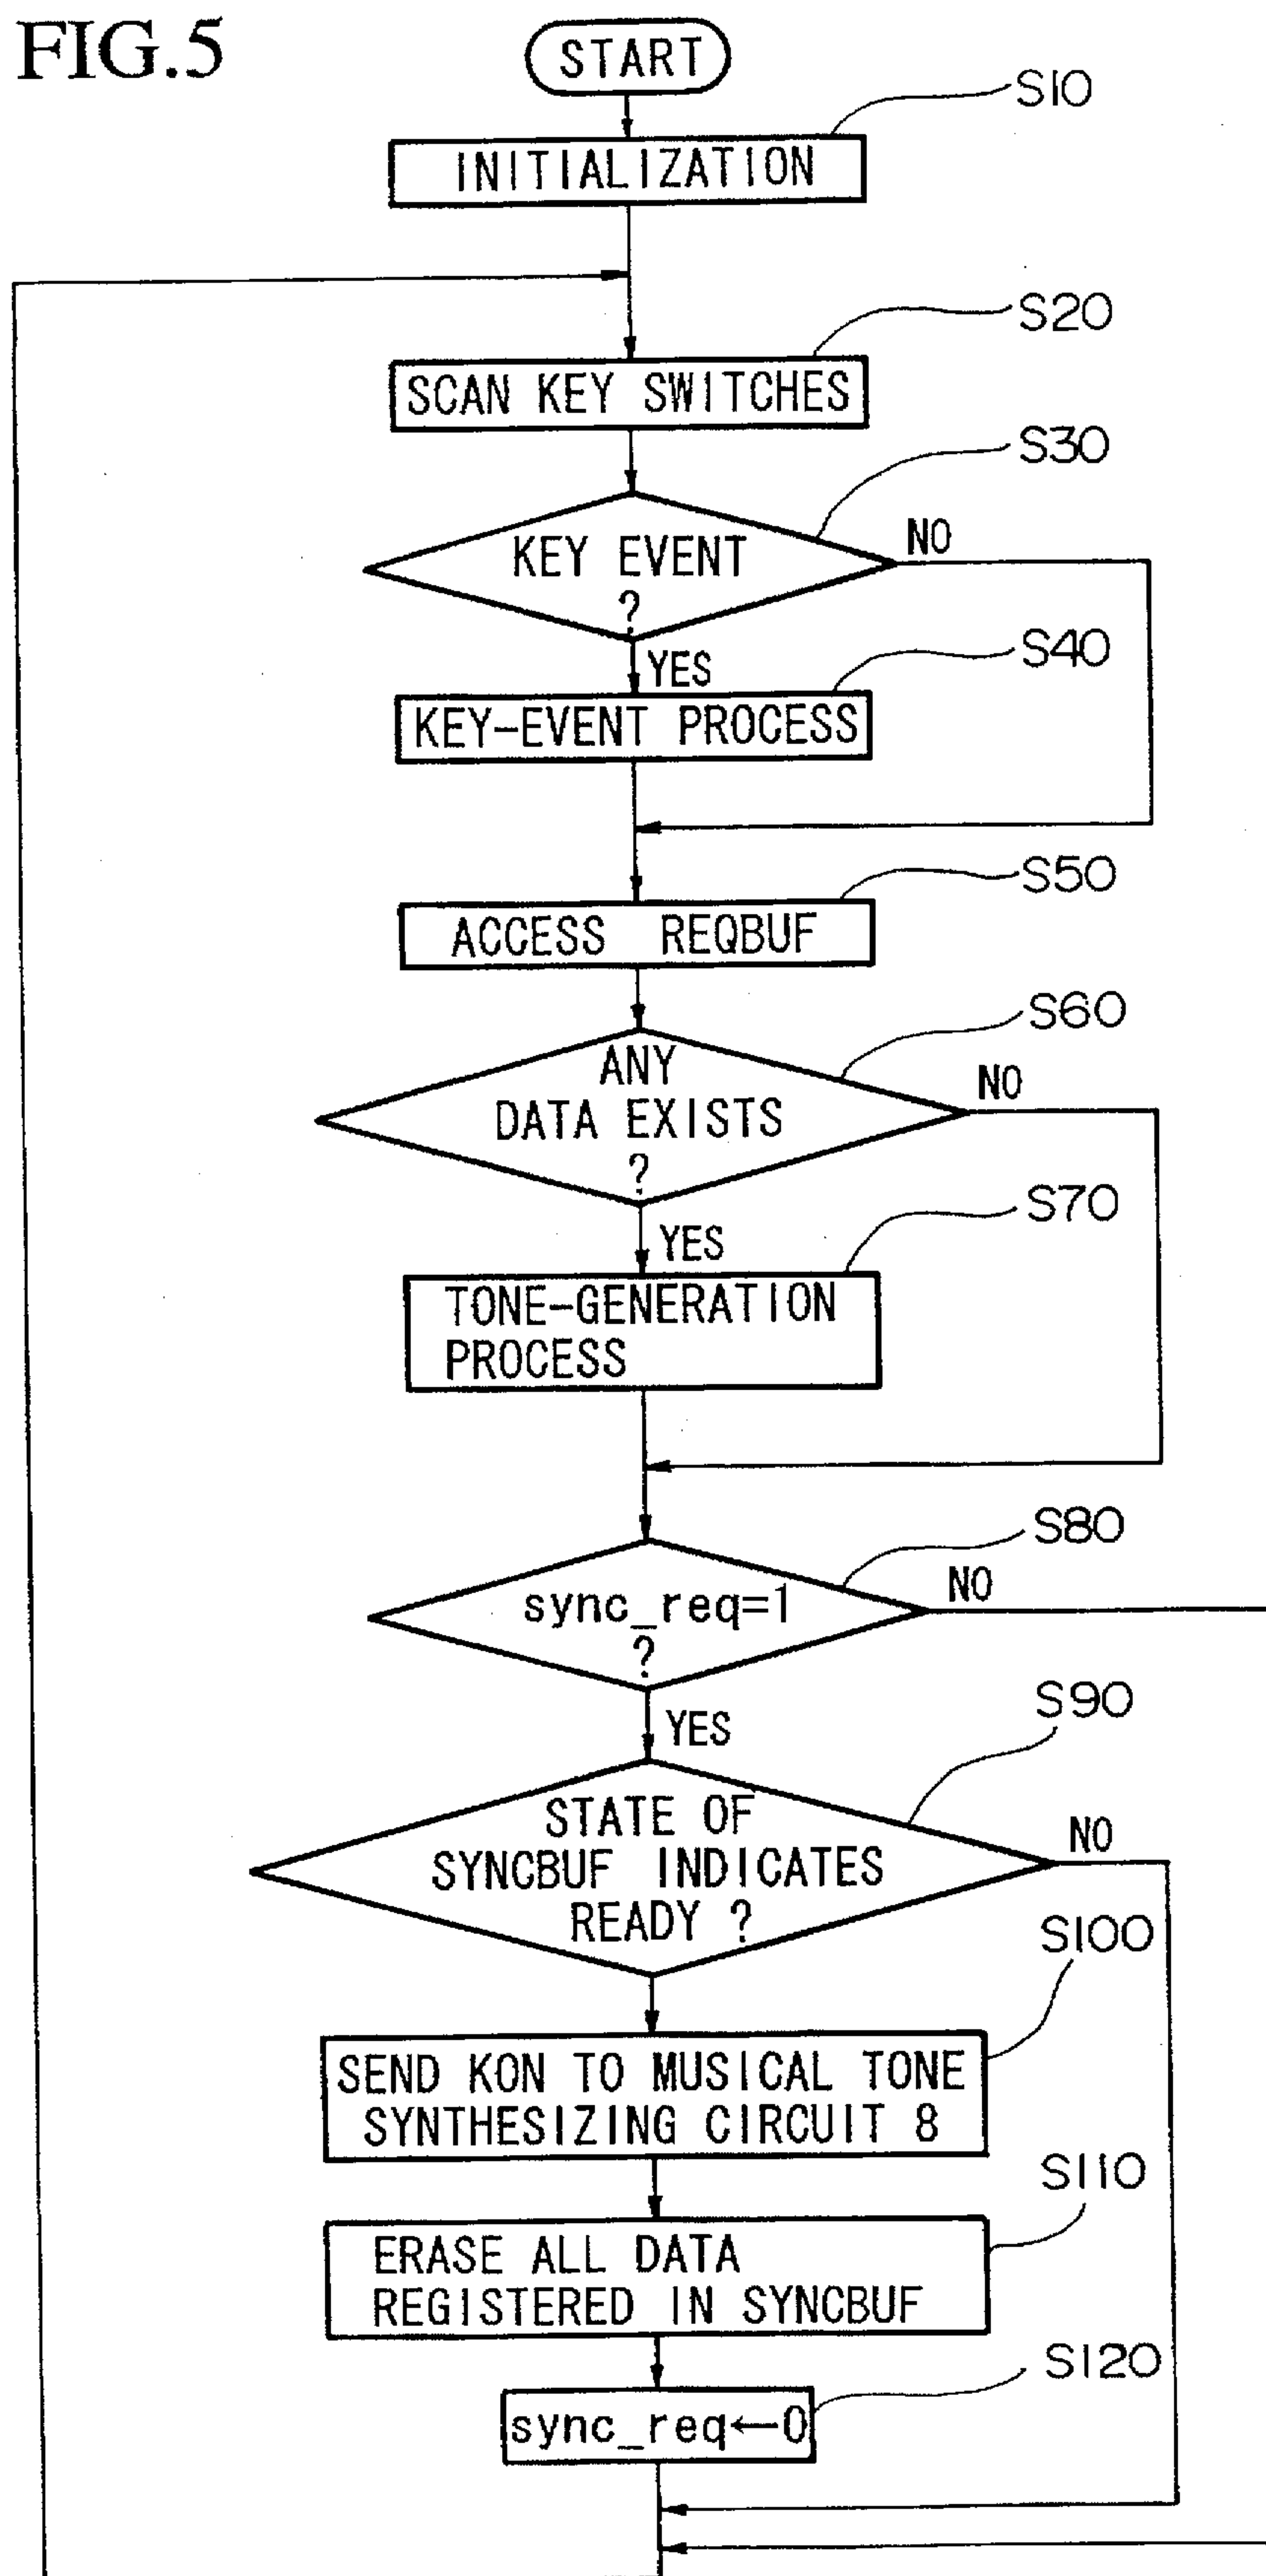 FIG.5
START
S10
INITIALIZATION
S20
SCAN KEY SWITCHES
S30
KEY EVENT
?
NO
YES
S40
KEY-EVENT PROCESS
S50
ACCESS REQBUF
S60
ANY
DATA EXISTS
?
NO
YES
S70
TONE-GENERATION
PROCESS
S80
sync_req=1
?
NO
YES
S90
STATE OF
SYNCBUF INDICATES
READY ?
NO
S100
SEND KON TO MUSICAL TONE
SYNTHESIZING CIRCUIT 8
S110
ERASE ALL DATA
REGISTERED IN SYNCBUF
S120
sync_req←0